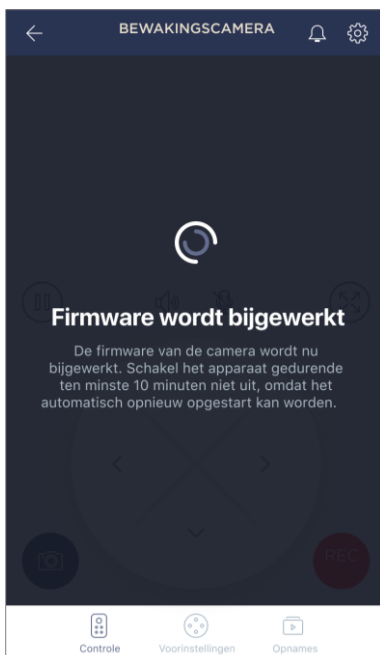 BEWAKINGSCAMERA
Firmware wordt bijgewerkt
De firmware van de camera wordt nu
bijgewerkt. Schakel het apparaat gedurende
ten minste 10 minuten niet uit, omdat het
automatisch opnieuw opgestart kan worden.
REC
Controle Voorinstellingen Opnames